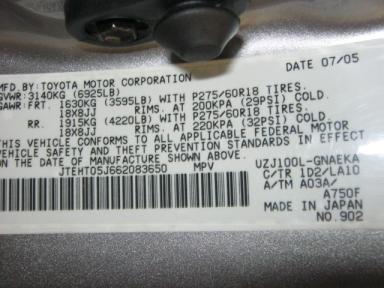 MFD. BY: TOYOTA MOTOR CORPORATION DATE 07/05
GVWR: 3140KG (6925LB)
GAWR: FRT. 1630KG (3595LB) WITH P275/60R18 TIRES.
18X8JJ RIMS. AT 200KPA (29PSI) COLD.
RR. 1915KG (4220LB) WITH P275/60R18 TIRES.
18X8JJ RIMS. AT 220KPA (32PSI) COLD.
THIS VEHICLE CONFORMS TO ALL APPLICABLE FEDERAL MOTOR
VEHICLE SAFETY AND THEFT PREVENTION STANDARDS IN EFFECT
ON THE DATE OF MANUFACTURE SHOWN ABOVE.
JTEHT05J662083650 MPV UZJ100L-GNAEKA
C/TR 1D2/LA10
A/TM A03A/
A750F
MADE IN JAPAN
NO.902